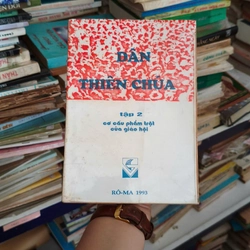 DÂN
THIÊN CHÚA
tập 2
cơ cấu phẩm trật
của giáo hội
RÔ-MA 1993